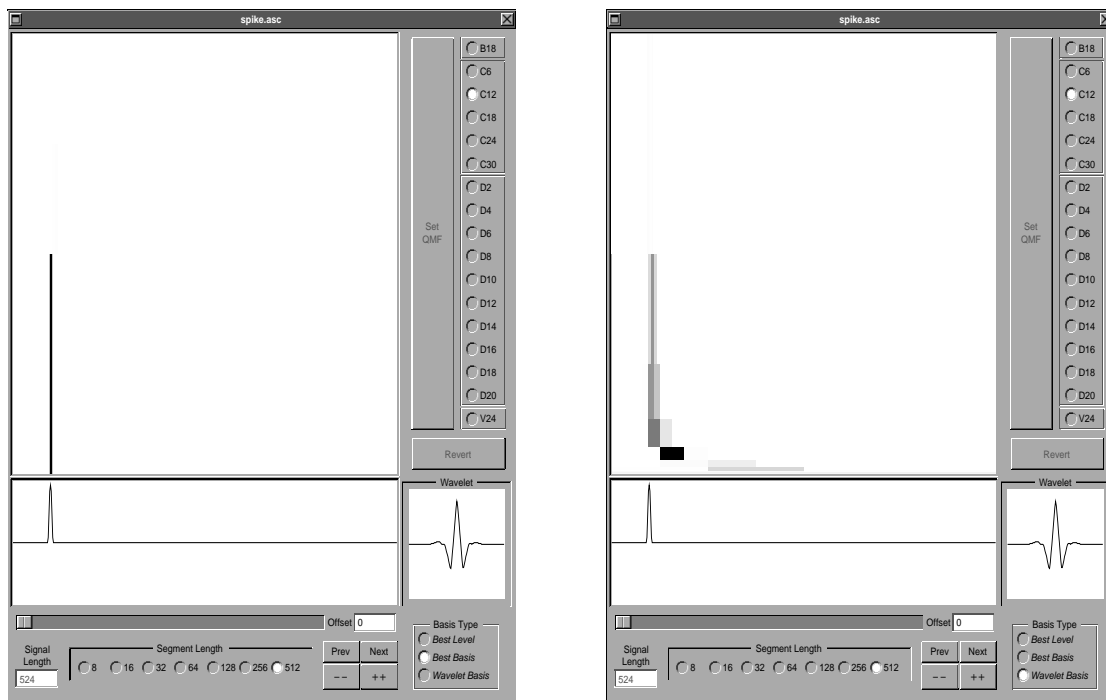 spike.asc
B18
C6
C12
C18
C24
C30
D2
D4
D6
D8
D10
D12
D14
D16
D18
D20
V24
Set
QMF
Revert
Wavelet
Offset 0
Signal
Length
524
Segment Length
8 16 32 64 128 256 512
Prev Next
-- ++
Basis Type
Best Level
Best Basis
Wavelet Basis
spike.asc
B18
C6
C12
C18
C24
C30
D2
D4
D6
D8
D10
D12
D14
D16
D18
D20
V24
Set
QMF
Revert
Wavelet
Offset 0
Signal
Length
524
Segment Length
8 16 32 64 128 256 512
Prev Next
-- ++
Basis Type
Best Level
Best Basis
Wavelet Basis